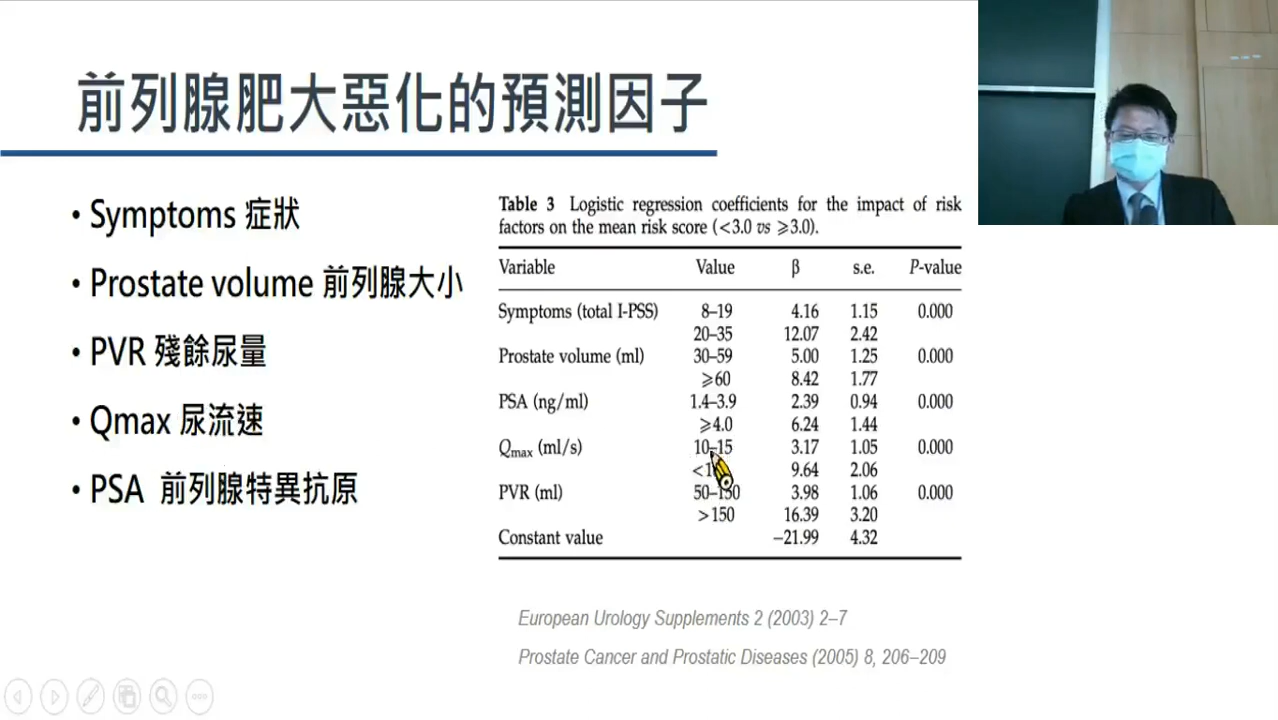 前列腺肥大惡化的預測因子
• Symptoms 症狀
• Prostate volume 前列腺大小
• PVR 殘餘尿量
• Qmax 尿流速
• PSA 前列腺特異抗原
Table 3 Logistic regression coefficients for the impact of risk
factors on the mean risk score (<3.0 vs ⩾3.0).
Variable Value β s.e. P-value
Symptoms (total I-PSS) 8–19 4.16 1.15 0.000
20–35 12.07 2.42
Prostate volume (ml) 30–59 5.00 1.25 0.000
⩾60 8.42 1.77
PSA (ng/ml) 1.4–3.9 2.39 0.94 0.000
⩾4.0 6.24 1.44
Qmax (ml/s) 10–15 3.17 1.05 0.000
9.64 2.06
PVR (ml) 50–150 3.98 1.06 0.000
>150 16.39 3.20
Constant value −21.99 4.32
European Urology Supplements 2 (2003) 2–7
Prostate Cancer and Prostatic Diseases (2005) 8, 206–209